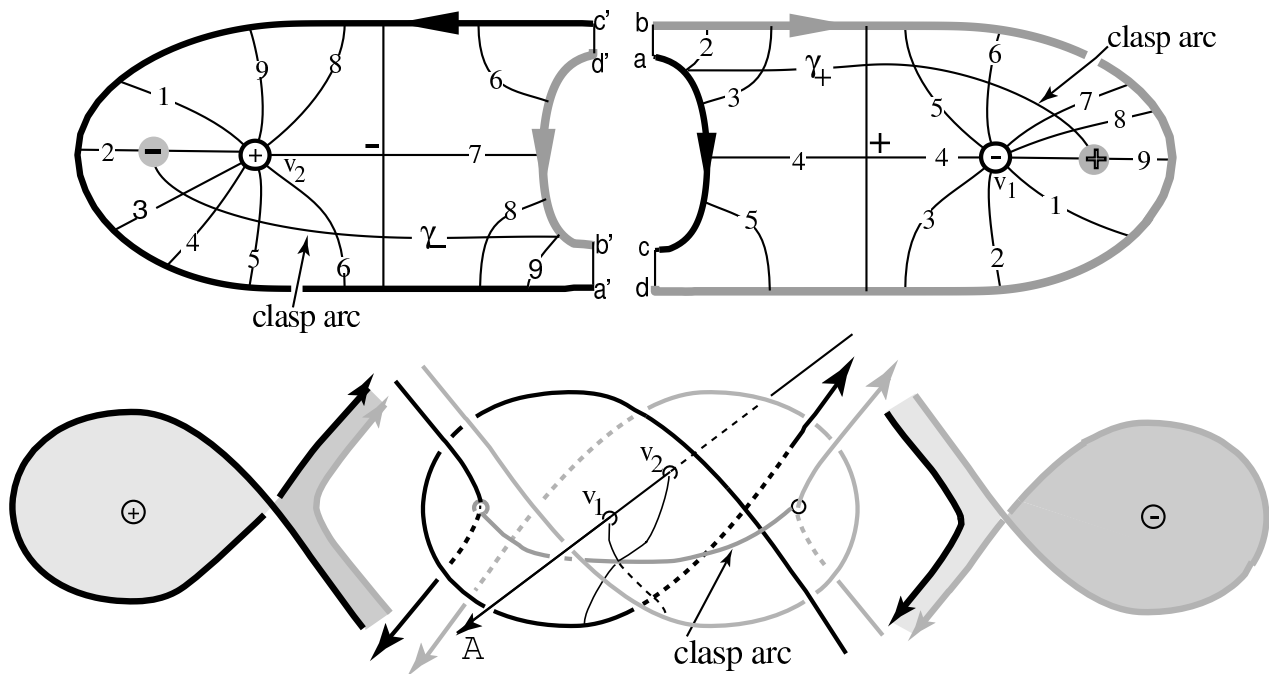 c' b
d' a
9 8 6 2 6 clasp arc
1 γ+ 3 5 7 8
2 − + v2 - 7 4 + 4 - v1 + 9
3 4 5 6 γ- 8 9 5 3 2 1
b' c
a' d
clasp arc
v2
v1
+ -
A clasp arc